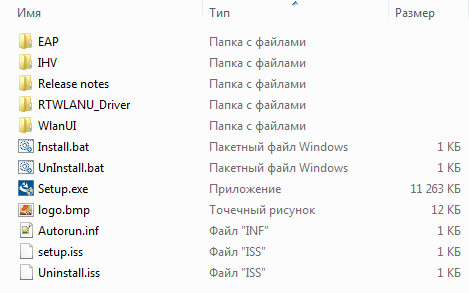 Имя Тип Размер
EAP Папка с файлами
IHV Папка с файлами
Release notes Папка с файлами
RTWLANU_Driver Папка с файлами
WlanUI Папка с файлами
Install.bat Пакетный файл Windows 1 КБ
UnInstall.bat Пакетный файл Windows 1 КБ
Setup.exe Приложение 11 263 КБ
logo.bmp Точечный рисунок 12 КБ
Autorun.inf Файл "INF" 1 КБ
setup.iss Файл "ISS" 1 КБ
Uninstall.iss Файл "ISS" 1 КБ